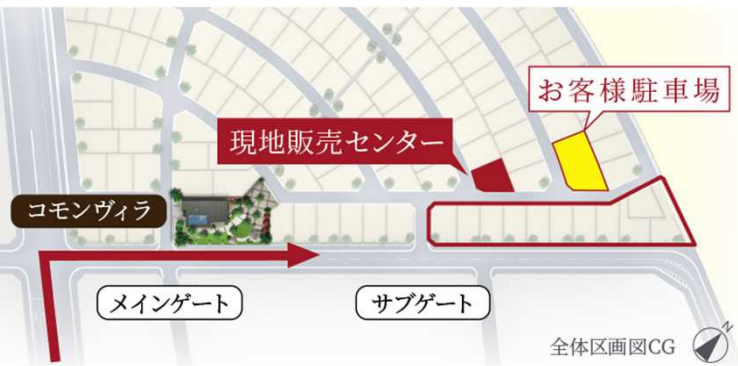 お客様駐車場
現地販売センター
コモンヴィラ
メインゲート
サブゲート
全体区画図CG
N